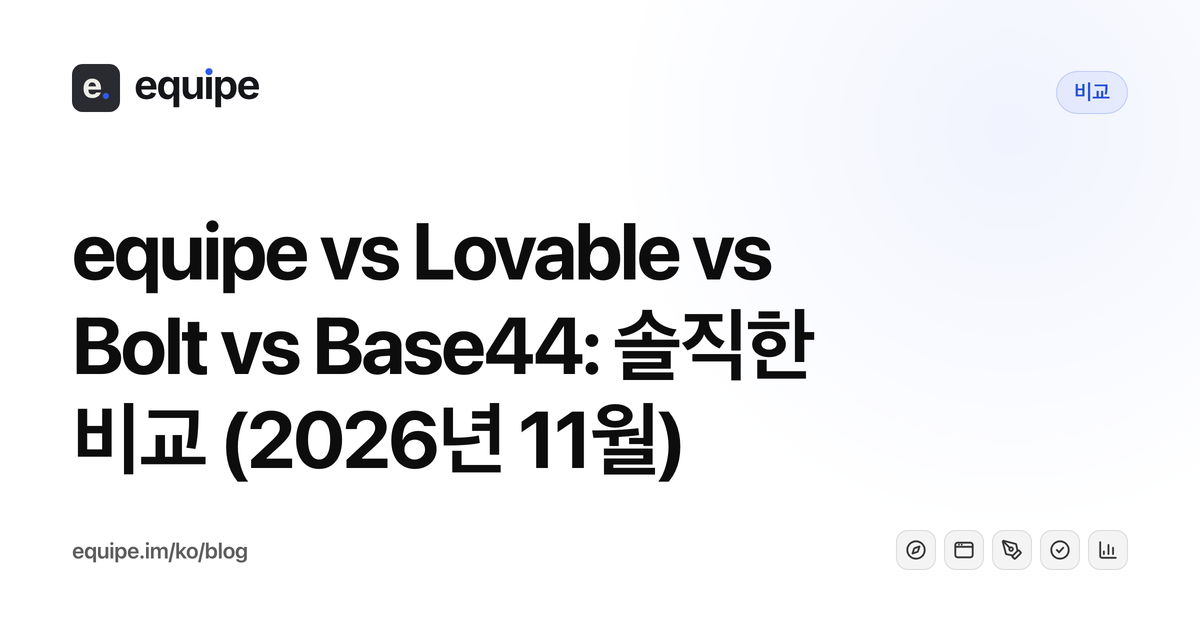 e. equipe
비교
equipe vs Lovable vs
Bolt vs Base44: 솔직한
비교 (2026년 11월)
equipe.im/ko/blog